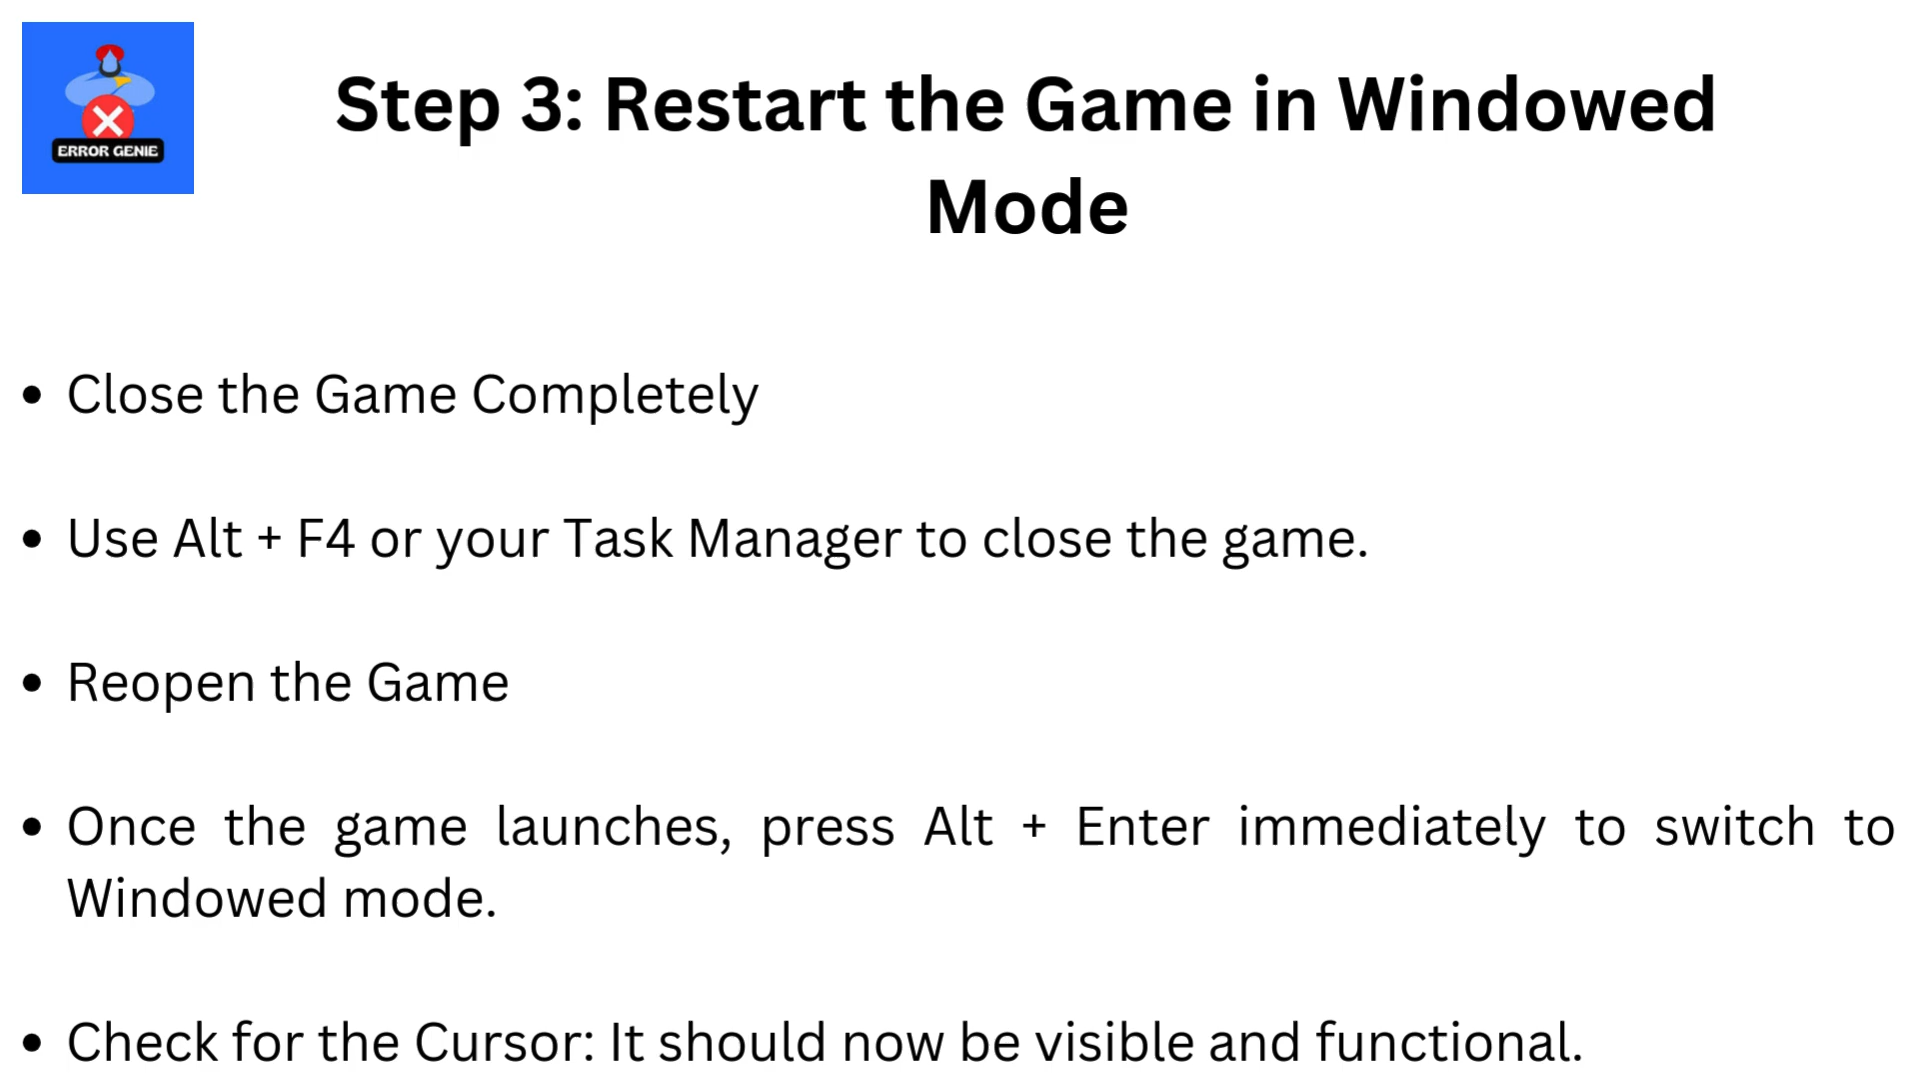 ERROR GENIE
Step 3: Restart the Game in Windowed
Mode
• Close the Game Completely
• Use Alt + F4 or your Task Manager to close the game.
• Reopen the Game
• Once the game launches, press Alt + Enter immediately to switch to
Windowed mode.
• Check for the Cursor: It should now be visible and functional.